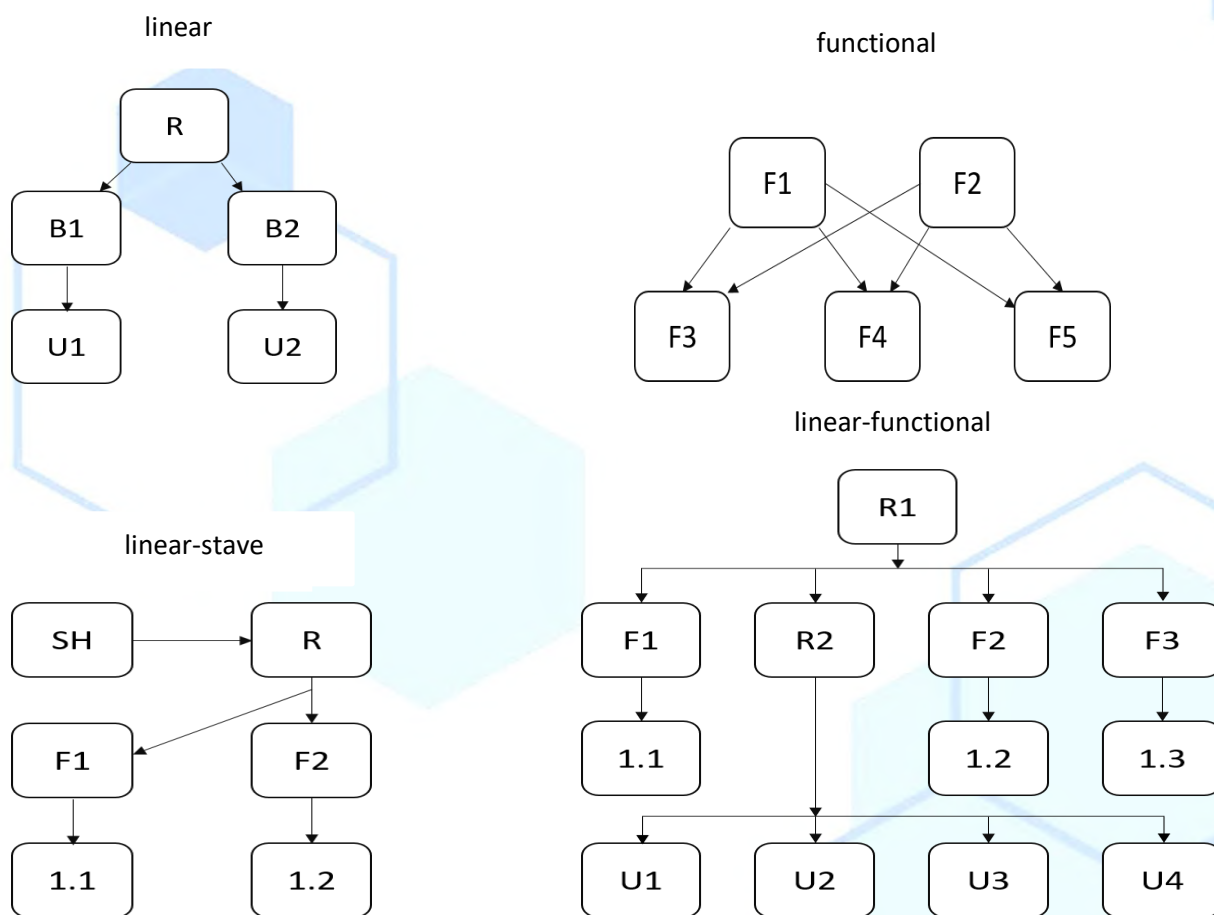 linear
R
B1
B2
U1
U2
functional
F1
F2
F3
F4
F5
linear-stave
SH
R
F1
F2
1.1
1.2
linear-functional
R1
F1
R2
F2
F3
1.1
1.2
1.3
U1
U2
U3
U4